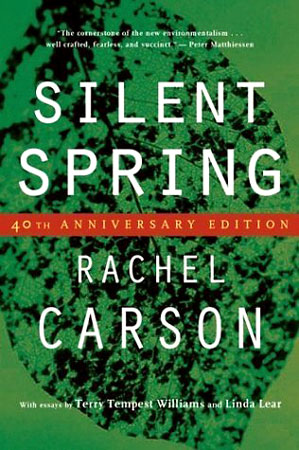 "The cornerstone of the new environmentalism . . .
well crafted, fearless, and succinct." — Peter Matthiessen
SILENT
SPRING
40TH ANNIVERSARY EDITION
RACHEL
CARSON
With essays by Terry Tempest Williams and Linda Lear